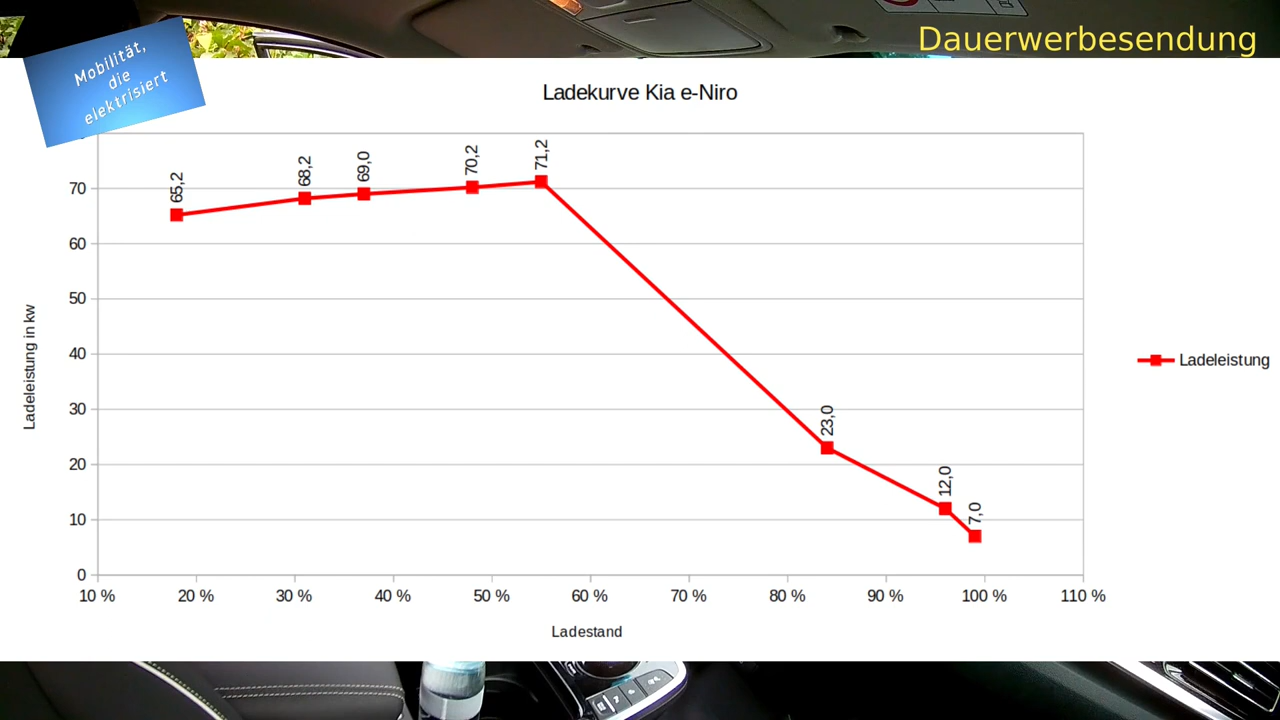 Dauerwerbesendung
Mobilität,
die
elektrisiert
Ladekurve Kia e-Niro
65,2
68,2
69,0
70,2
71,2
23,0
12,0
7,0
70
60
50
40
30
20
10
0
Ladeleistung in kw
Ladeleistung
10 % 20 % 30 % 40 % 50 % 60 % 70 % 80 % 90 % 100 % 110 %
Ladestand